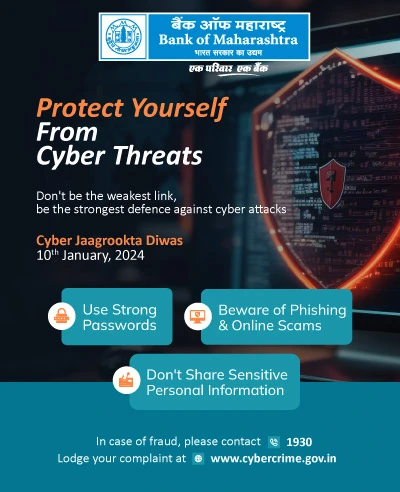 बैंक ऑफ महाराष्ट्र
Bank of Maharashtra
भारत सरकार का उद्यम
एक परिवार एक बैंक
Protect Yourself
From
Cyber Threats
Don't be the weakest link,
be the strongest defence against cyber attacks
Cyber Jaagrookta Diwas
10th January, 2024
Use Strong
Passwords
Beware of Phishing
& Online Scams
Don't Share Sensitive
Personal Information
In case of fraud, please contact 1930
Lodge your complaint at www.cybercrime.gov.in